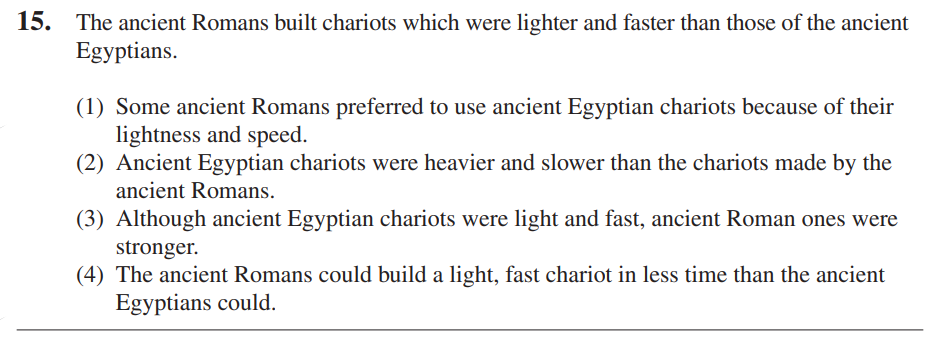 15. The ancient Romans built chariots which were lighter and faster than those of the ancient
Egyptians.
(1) Some ancient Romans preferred to use ancient Egyptian chariots because of their
lightness and speed.
(2) Ancient Egyptian chariots were heavier and slower than the chariots made by the
ancient Romans.
(3) Although ancient Egyptian chariots were light and fast, ancient Roman ones were
stronger.
(4) The ancient Romans could build a light, fast chariot in less time than the ancient
Egyptians could.